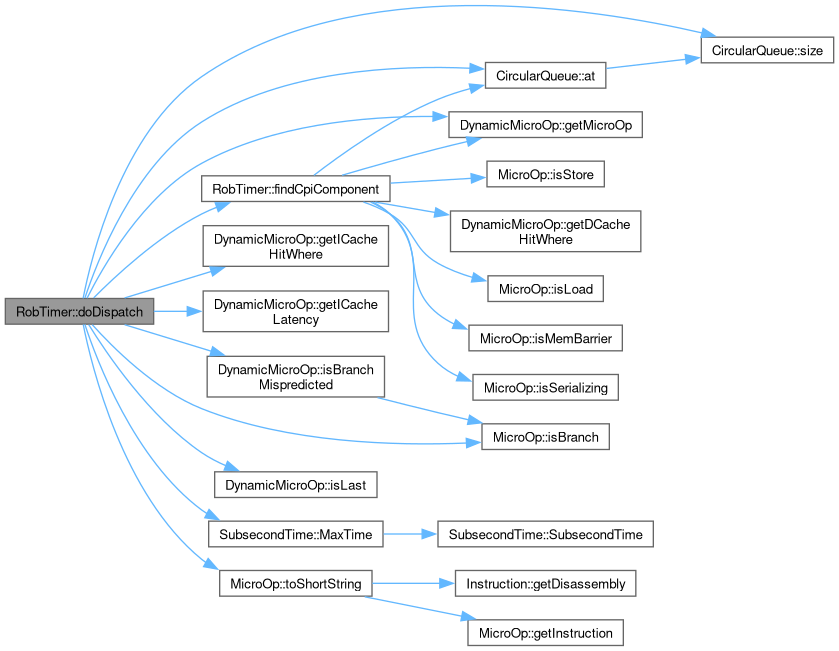 CircularQueue::size
CircularQueue::at
DynamicMicroOp::getMicroOp
RobTimer::findCpiComponent
MicroOp::isStore
DynamicMicroOp::getDCache
HitWhere
DynamicMicroOp::getICache
HitWhere
MicroOp::isLoad
RobTimer::doDispatch
DynamicMicroOp::getICache
Latency
MicroOp::isMemBarrier
DynamicMicroOp::isBranch
Mispredicted
MicroOp::isSerializing
MicroOp::isBranch
DynamicMicroOp::isLast
SubsecondTime::MaxTime
SubsecondTime::SubsecondTime
MicroOp::toShortString
Instruction::getDisassembly
MicroOp::getInstruction